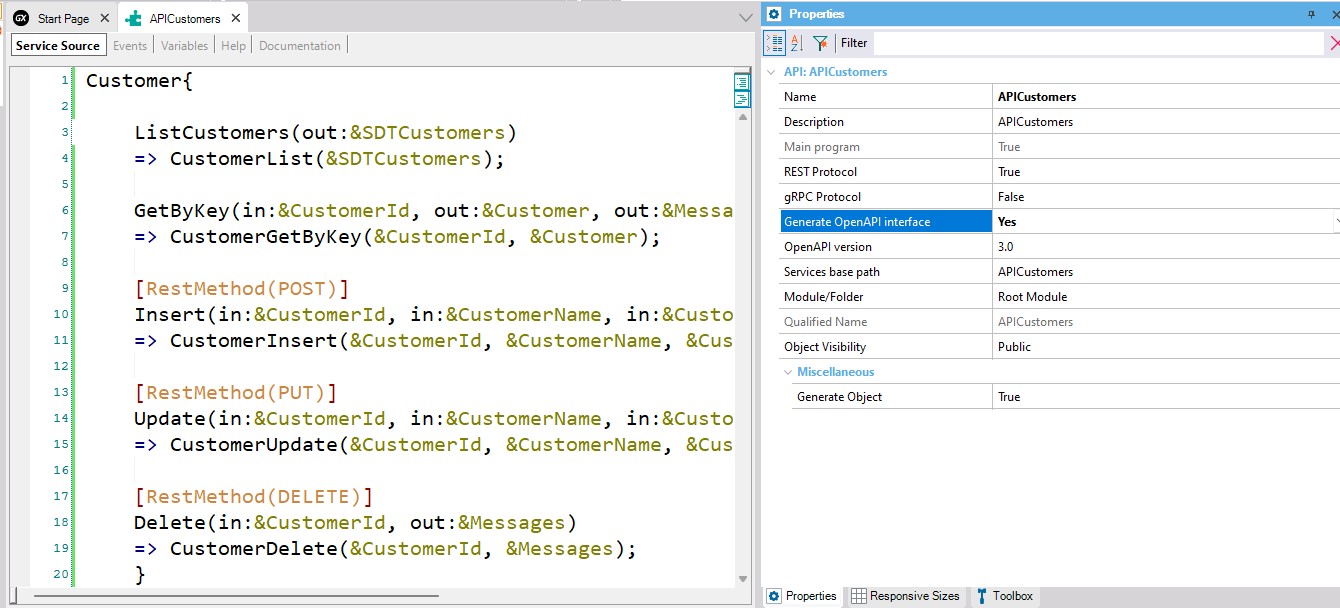 GX Start Page APICustomers
Service Source Events Variables Help Documentation
1 Customer{
2
3 ListCustomers(out:&SDTCustomers)
4 => CustomerList(&SDTCustomers);
5
6 GetByKey(in:&CustomerId, out:&Customer, out:&Messa
7 => CustomerGetByKey(&CustomerId, &Customer);
8
9 [RestMethod(POST)]
10 Insert(in:&CustomerId, in:&CustomerName, in:&Custo
11 => CustomerInsert(&CustomerId, &CustomerName, &Cus
12
13 [RestMethod(PUT)]
14 Update(in:&CustomerId, in:&CustomerName, in:&Custo
15 => CustomerUpdate(&CustomerId, &CustomerName, &Cus
16
17 [RestMethod(DELETE)]
18 Delete(in:&CustomerId, out:&Messages)
19 => CustomerDelete(&CustomerId, &Messages);
20 }
Properties
Filter
API: APICustomers
Name APICustomers
Description APICustomers
Main program True
REST Protocol True
gRPC Protocol False
Generate OpenAPI interface Yes
OpenAPI version 3.0
Services base path APICustomers
Module/Folder Root Module
Qualified Name APICustomers
Object Visibility Public
Miscellaneous
Generate Object True
Properties Responsive Sizes Toolbox